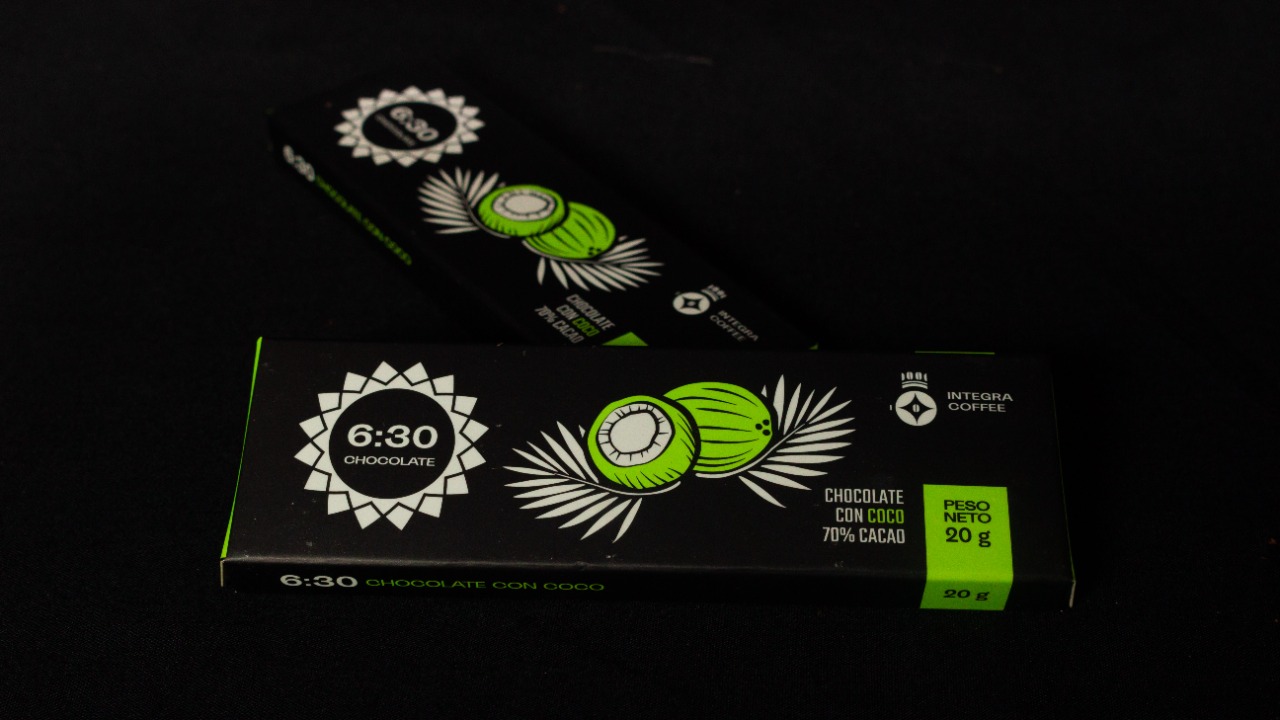 6:30
CHOCOLATE
CHOCOLATE
CON COCO
70% CACAO
INTEGRA
COFFEE
6:30
CHOCOLATE
INTEGRA
COFFEE
CHOCOLATE
CON COCO
70% CACAO
PESO
NETO
20 g
6:30 CHOCOLATE CON COCO
20 g